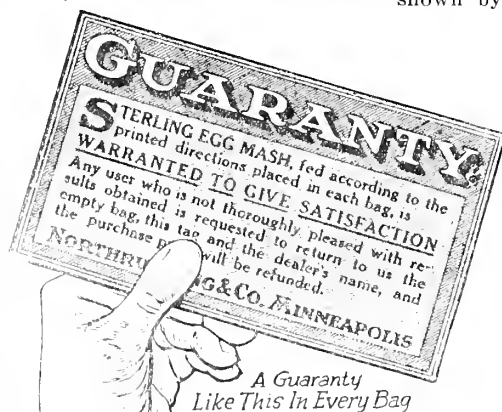 shown by
GUARANTY
STERLING EGG MASH, fed according to the
printed directions placed in each bag, is
WARRANTED TO GIVE SATISFACTION
Any user who is not thoroughly pleased with re-
sults obtained is requested to return to us the
empty bag, this tag and the dealer's name, and
the purchase will be refunded.
&CO. MINNEAPOLIS
A Guaranty
Like This In Every Bag